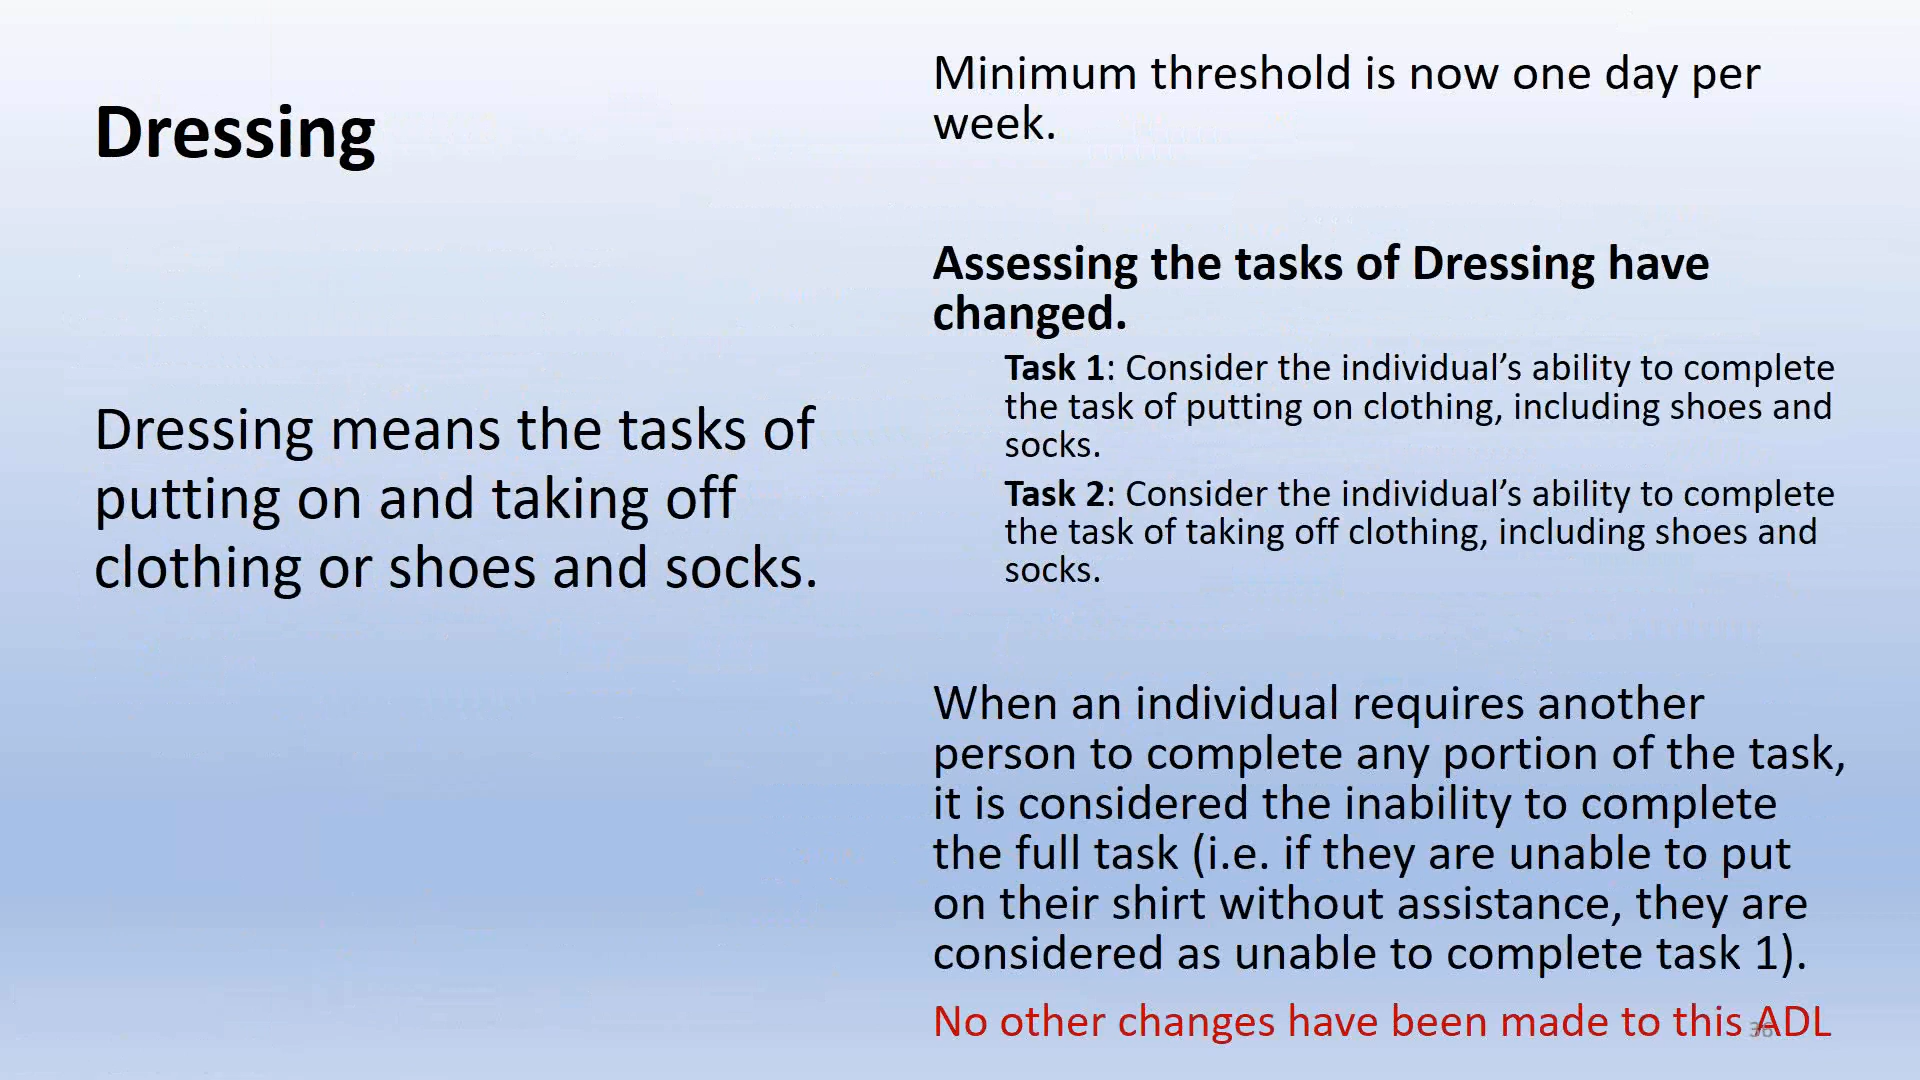 Dressing
Dressing means the tasks of
putting on and taking off
clothing or shoes and socks.
Minimum threshold is now one day per
week.
Assessing the tasks of Dressing have
changed.
Task 1: Consider the individual’s ability to complete
the task of putting on clothing, including shoes and
socks.
Task 2: Consider the individual’s ability to complete
the task of taking off clothing, including shoes and
socks.
When an individual requires another
person to complete any portion of the task,
it is considered the inability to complete
the full task (i.e. if they are unable to put
on their shirt without assistance, they are
considered as unable to complete task 1).
No other changes have been made to this ADL
36